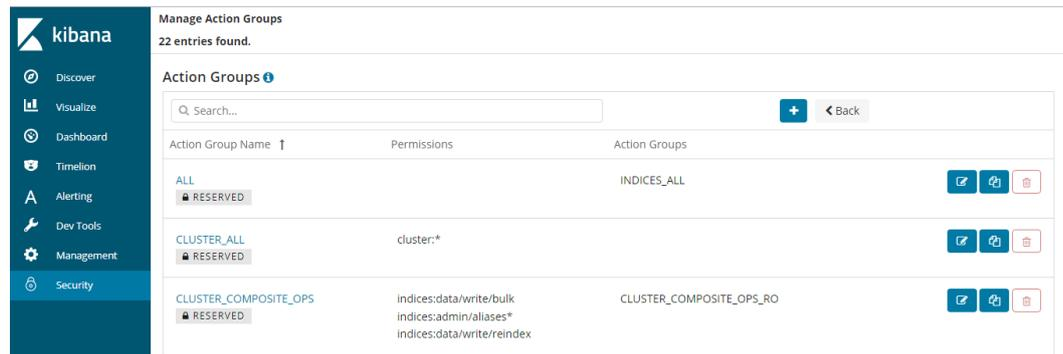 kibana
Discover
Visualize
Dashboard
Timelion
Alerting
Dev Tools
Management
Security
Manage Action Groups
22 entries found.
Action Groups
Search...
Back
Action Group Name Permissions Action Groups
ALL INDICES_ALL
RESERVED
CLUSTER_ALL cluster:*
RESERVED
CLUSTER_COMPOSITE_OPS indices:data/write/bulk CLUSTER_COMPOSITE_OPS_RO
RESERVED indices:admin/aliases*
indices:data/write/reindex